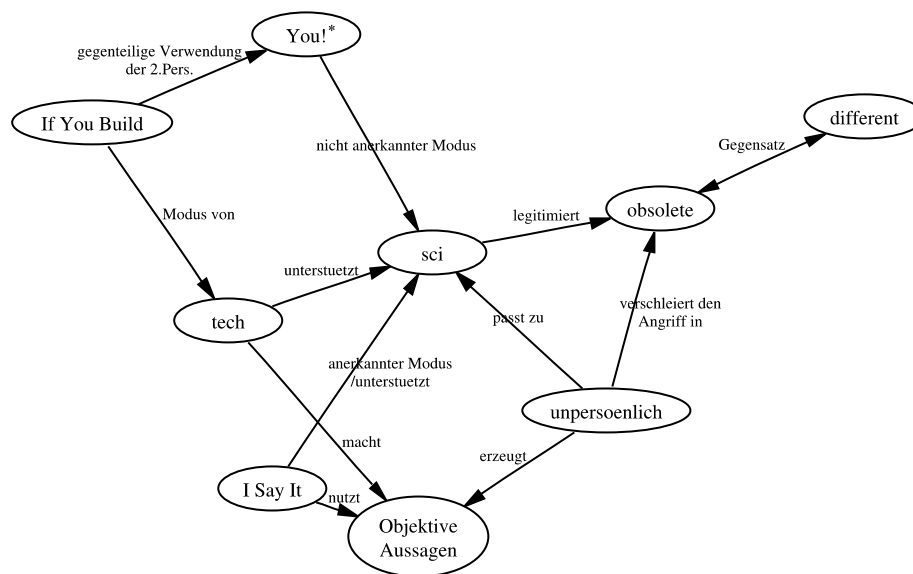 You!*
gegenteilige Verwendung
der 2.Pers.
If You Build
different
nicht anerkannter Modus
Gegensatz
Modus von
legitimiert
obsolete
sci
unterstuetzt
tech
passt zu
verschleiert den
Angriff in
anerkannter Modus
/unterstuetzt
unpersoenlich
macht
erzeugt
I Say It
nutzt
Objektive
Aussagen